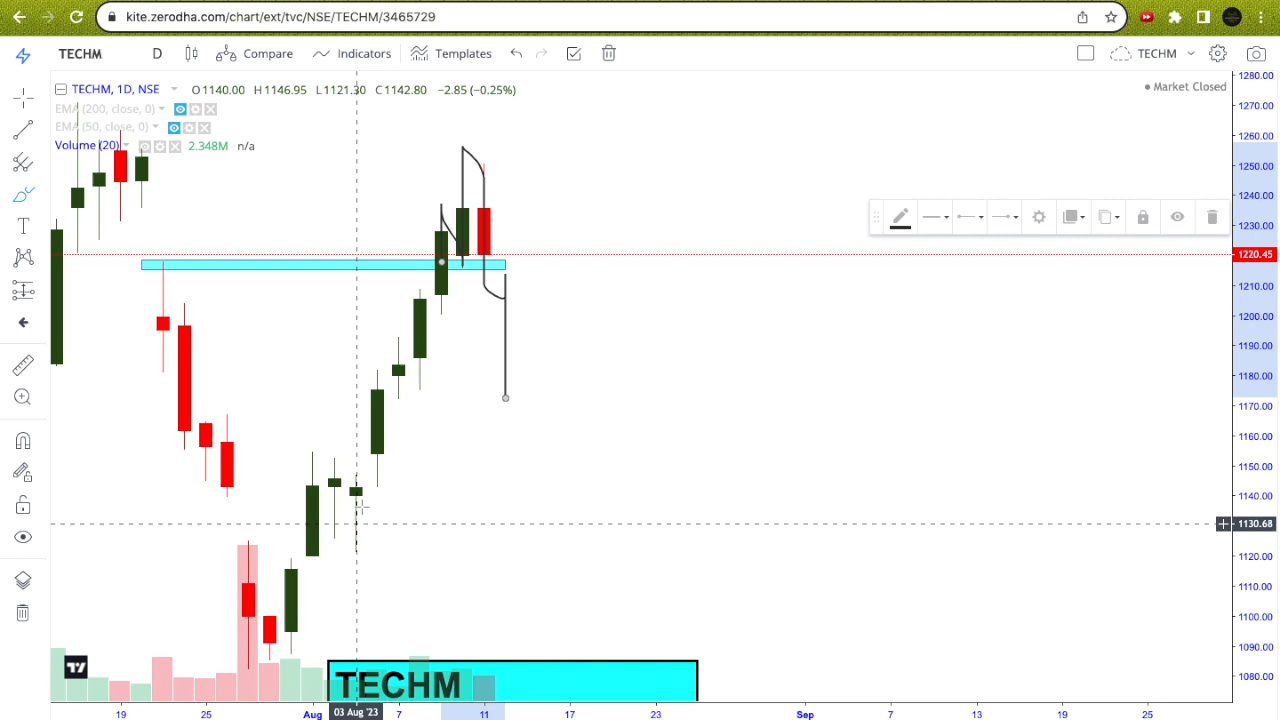 kite.zerodha.com/chart/ext/tvc/NSE/TECHM/3465729
TECHM D Compare Indicators Templates TECHM
TECHM, 1D, NSE O1140.00 H1146.95 L1121.30 C1142.80 −2.85 (−0.25%)
Market Closed
EMA (200, close, 0)
EMA (50, close, 0)
Volume (20) 2.348M n/a
1280.00
1270.00
1260.00
1250.00
1240.00
1230.00
1220.45
1210.00
1200.00
1190.00
1180.00
1170.00
1160.00
1150.00
1140.00
1130.68
1120.00
1110.00
1100.00
1090.00
1080.00
TECHM
19 25 Aug 03 Aug '23 7 11 17 23 Sep 7 13 19 25